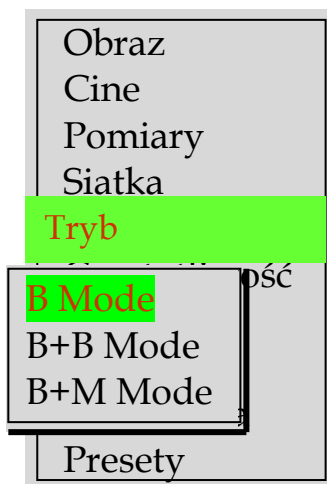 Obraz
Cine
Pomiary
Siatka
Tryb
B Mode
B+B Mode
B+M Mode
Presety